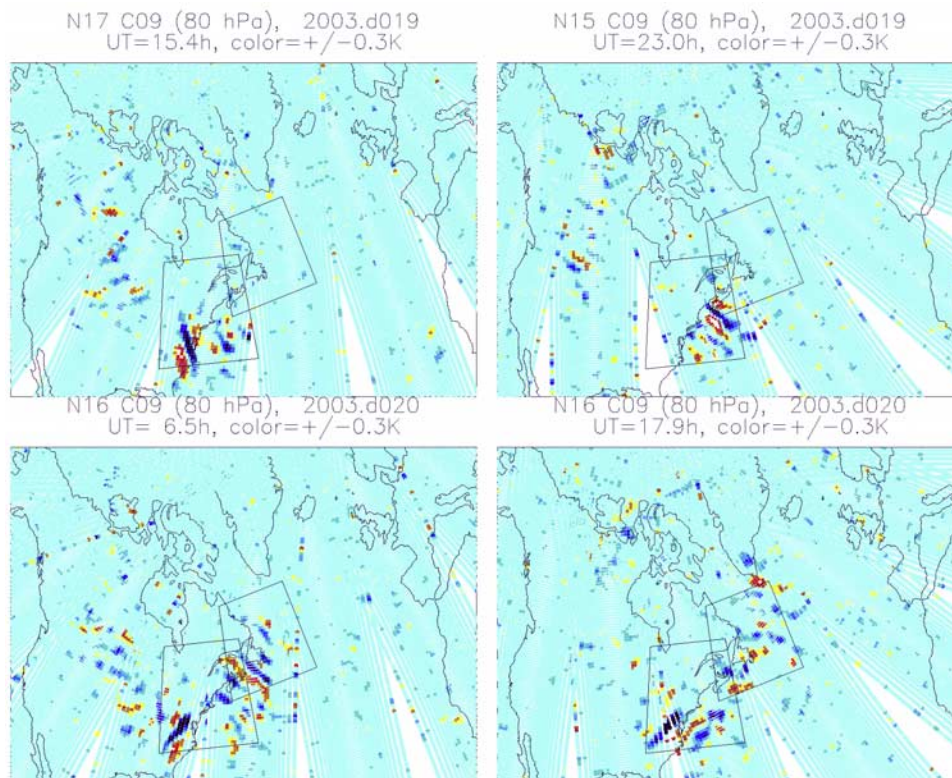 N17 C09 (80 hPa), 2003.d019
UT=15.4h, color=+/-0.3K
N15 C09 (80 hPa), 2003.d019
UT=23.0h, color=+/-0.3K
N16 C09 (80 hPa), 2003.d020
UT= 6.5h, color=+/-0.3K
N16 C09 (80 hPa), 2003.d020
UT=17.9h, color=+/-0.3K